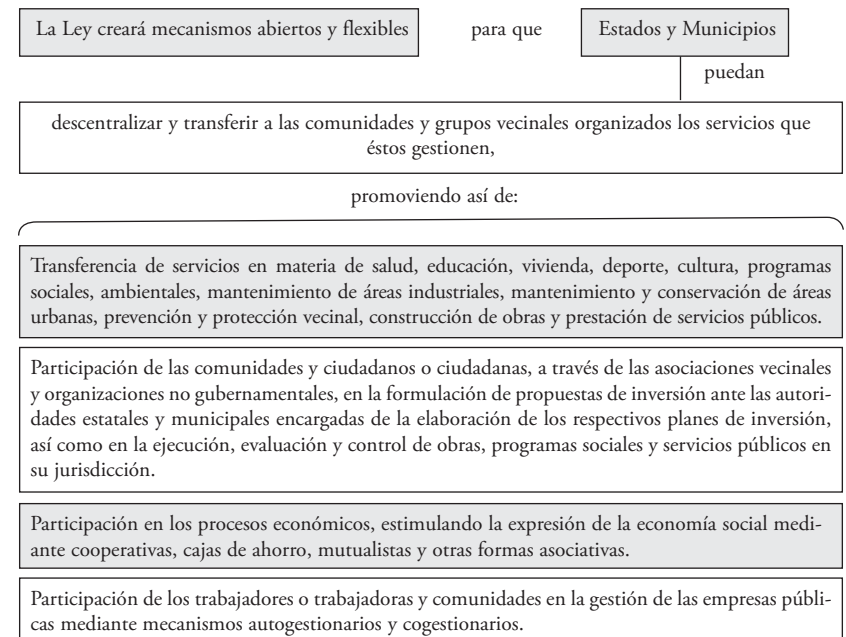 La Ley creará mecanismos abiertos y flexibles para que Estados y Municipios
puedan
descentralizar y transferir a las comunidades y grupos vecinales organizados los servicios que
éstos gestionen,
promoviendo así de:
Transferencia de servicios en materia de salud, educación, vivienda, deporte, cultura, programas
sociales, ambientales, mantenimiento de áreas industriales, mantenimiento y conservación de áreas
urbanas, prevención y protección vecinal, construcción de obras y prestación de servicios públicos.
Participación de las comunidades y ciudadanos o ciudadanas, a través de las asociaciones vecinales
y organizaciones no gubernamentales, en la formulación de propuestas de inversión ante las autori-
dades estatales y municipales encargadas de la elaboración de los respectivos planes de inversión,
así como en la ejecución, evaluación y control de obras, programas sociales y servicios públicos en
su jurisdicción.
Participación en los procesos económicos, estimulando la expresión de la economía social medi-
ante cooperativas, cajas de ahorro, mutualistas y otras formas asociativas.
Participación de los trabajadores o trabajadoras y comunidades en la gestión de las empresas públi-
cas mediante mecanismos autogestionarios y cogestionarios.